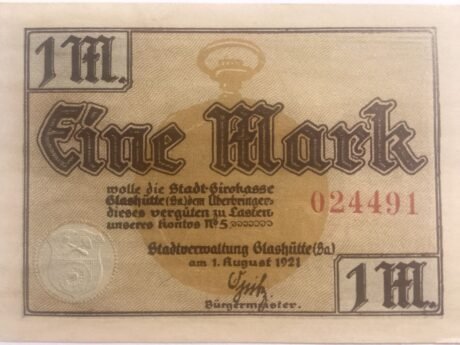 1 M.
Eine Mark
wolle die Stadt-Girokasse
Glashütte (Sa.) dem Überbringer
dieses vergüten zu Lasten
unseres Kontos No 5
024491
Stadtverwaltung Glashütte (Sa)
am 1. August 1921
Bürgermeister.
1 M.